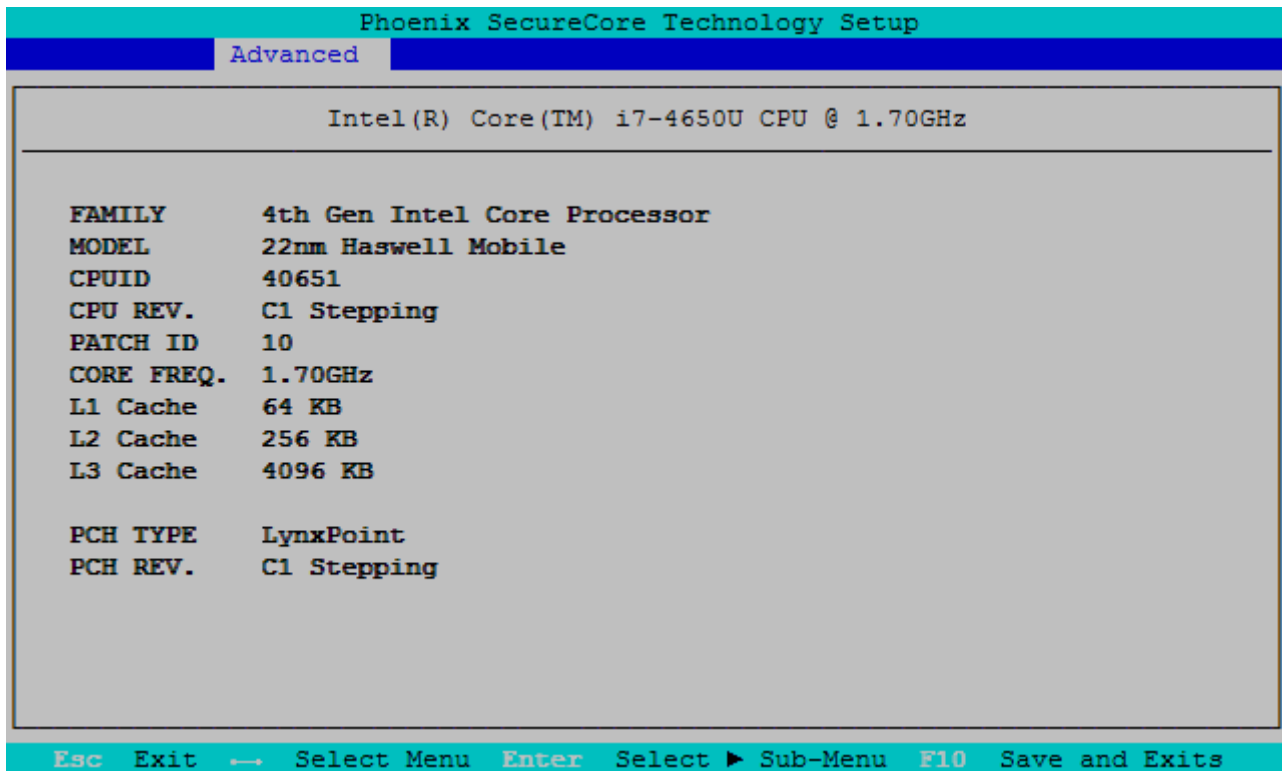 Phoenix SecureCore Technology Setup
Advanced
Intel(R) Core(TM) i7-4650U CPU @ 1.70GHz
FAMILY 4th Gen Intel Core Processor
MODEL 22nm Haswell Mobile
CPUID 40651
CPU REV. C1 Stepping
PATCH ID 10
CORE FREQ. 1.70GHz
L1 Cache 64 KB
L2 Cache 256 KB
L3 Cache 4096 KB
PCH TYPE LynxPoint
PCH REV. C1 Stepping
Esc Exit ↔ Select Menu Enter Select ► Sub-Menu F10 Save and Exits